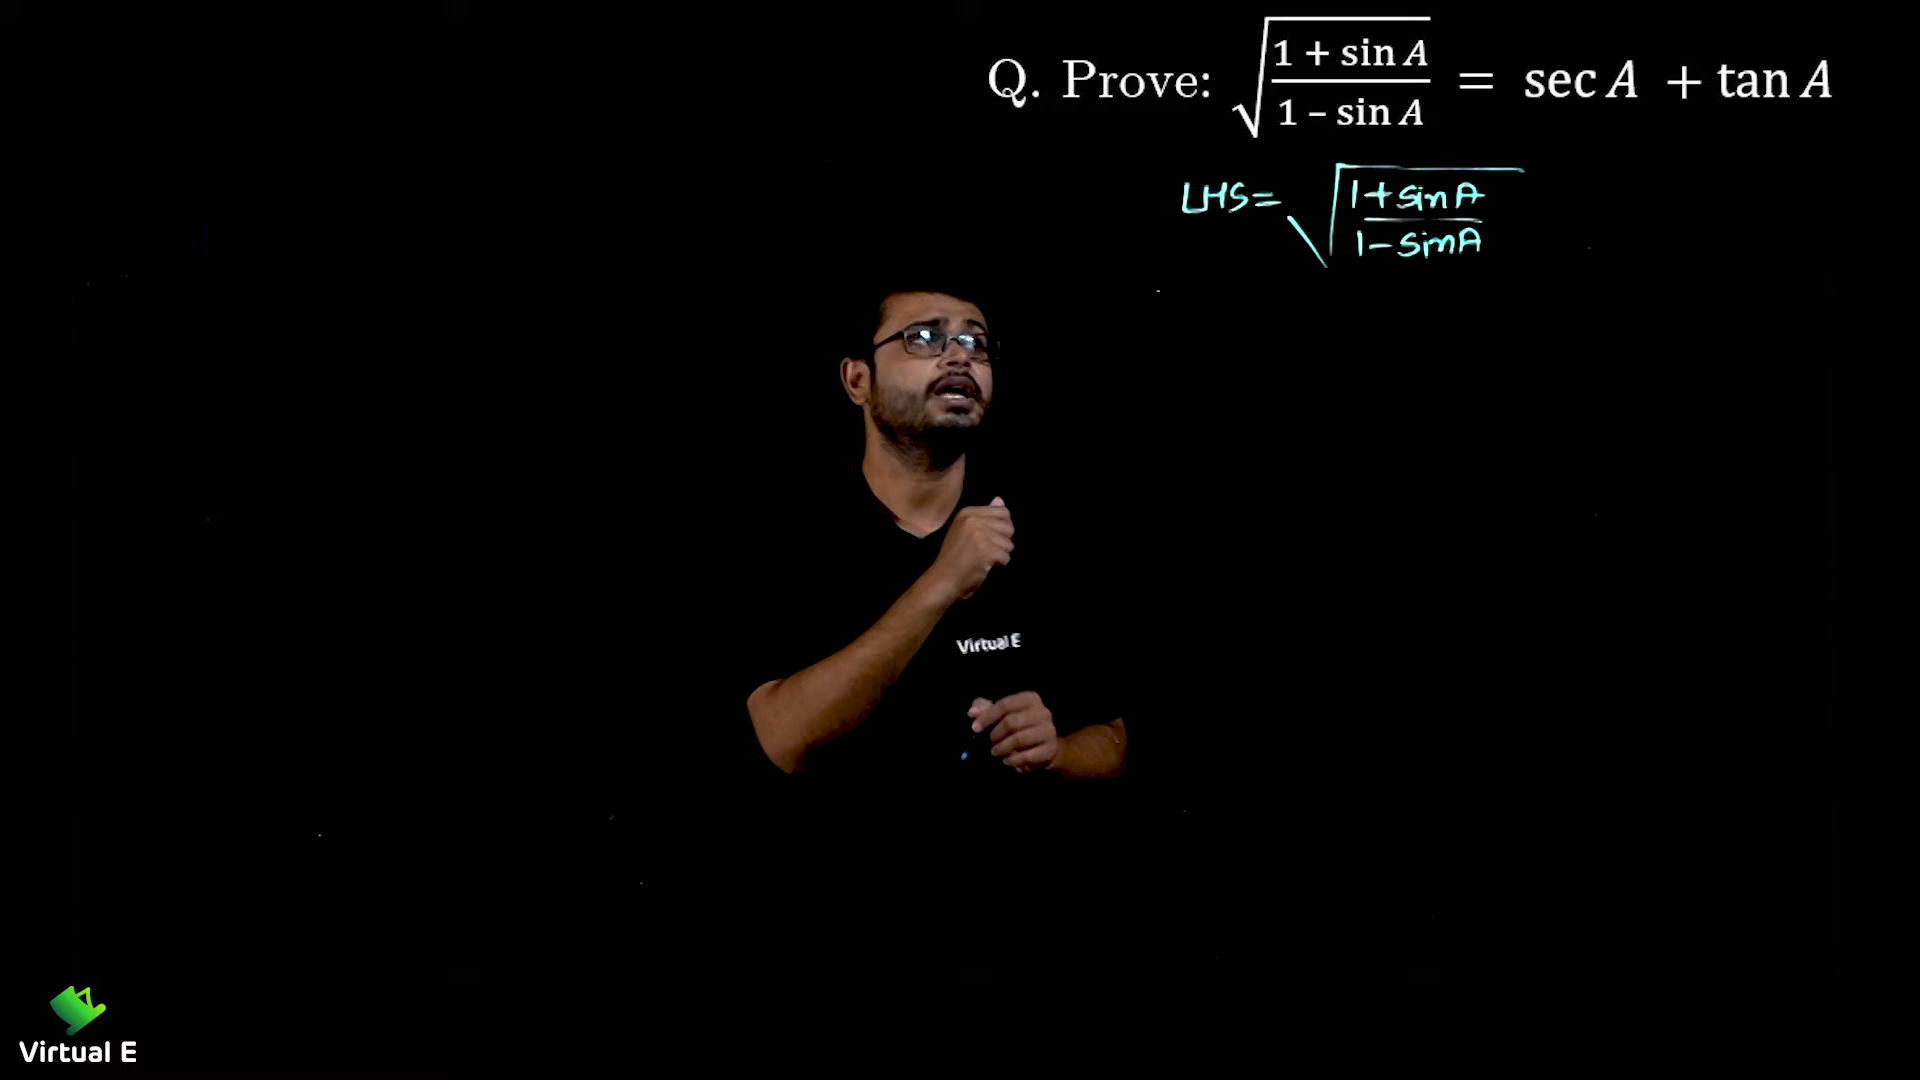 Q. Prove: √((1 + sin A)/(1 – sin A)) = sec A + tan A
LHS = √((1+sinA)/(1-sinA))
Virtual E
Virtual E